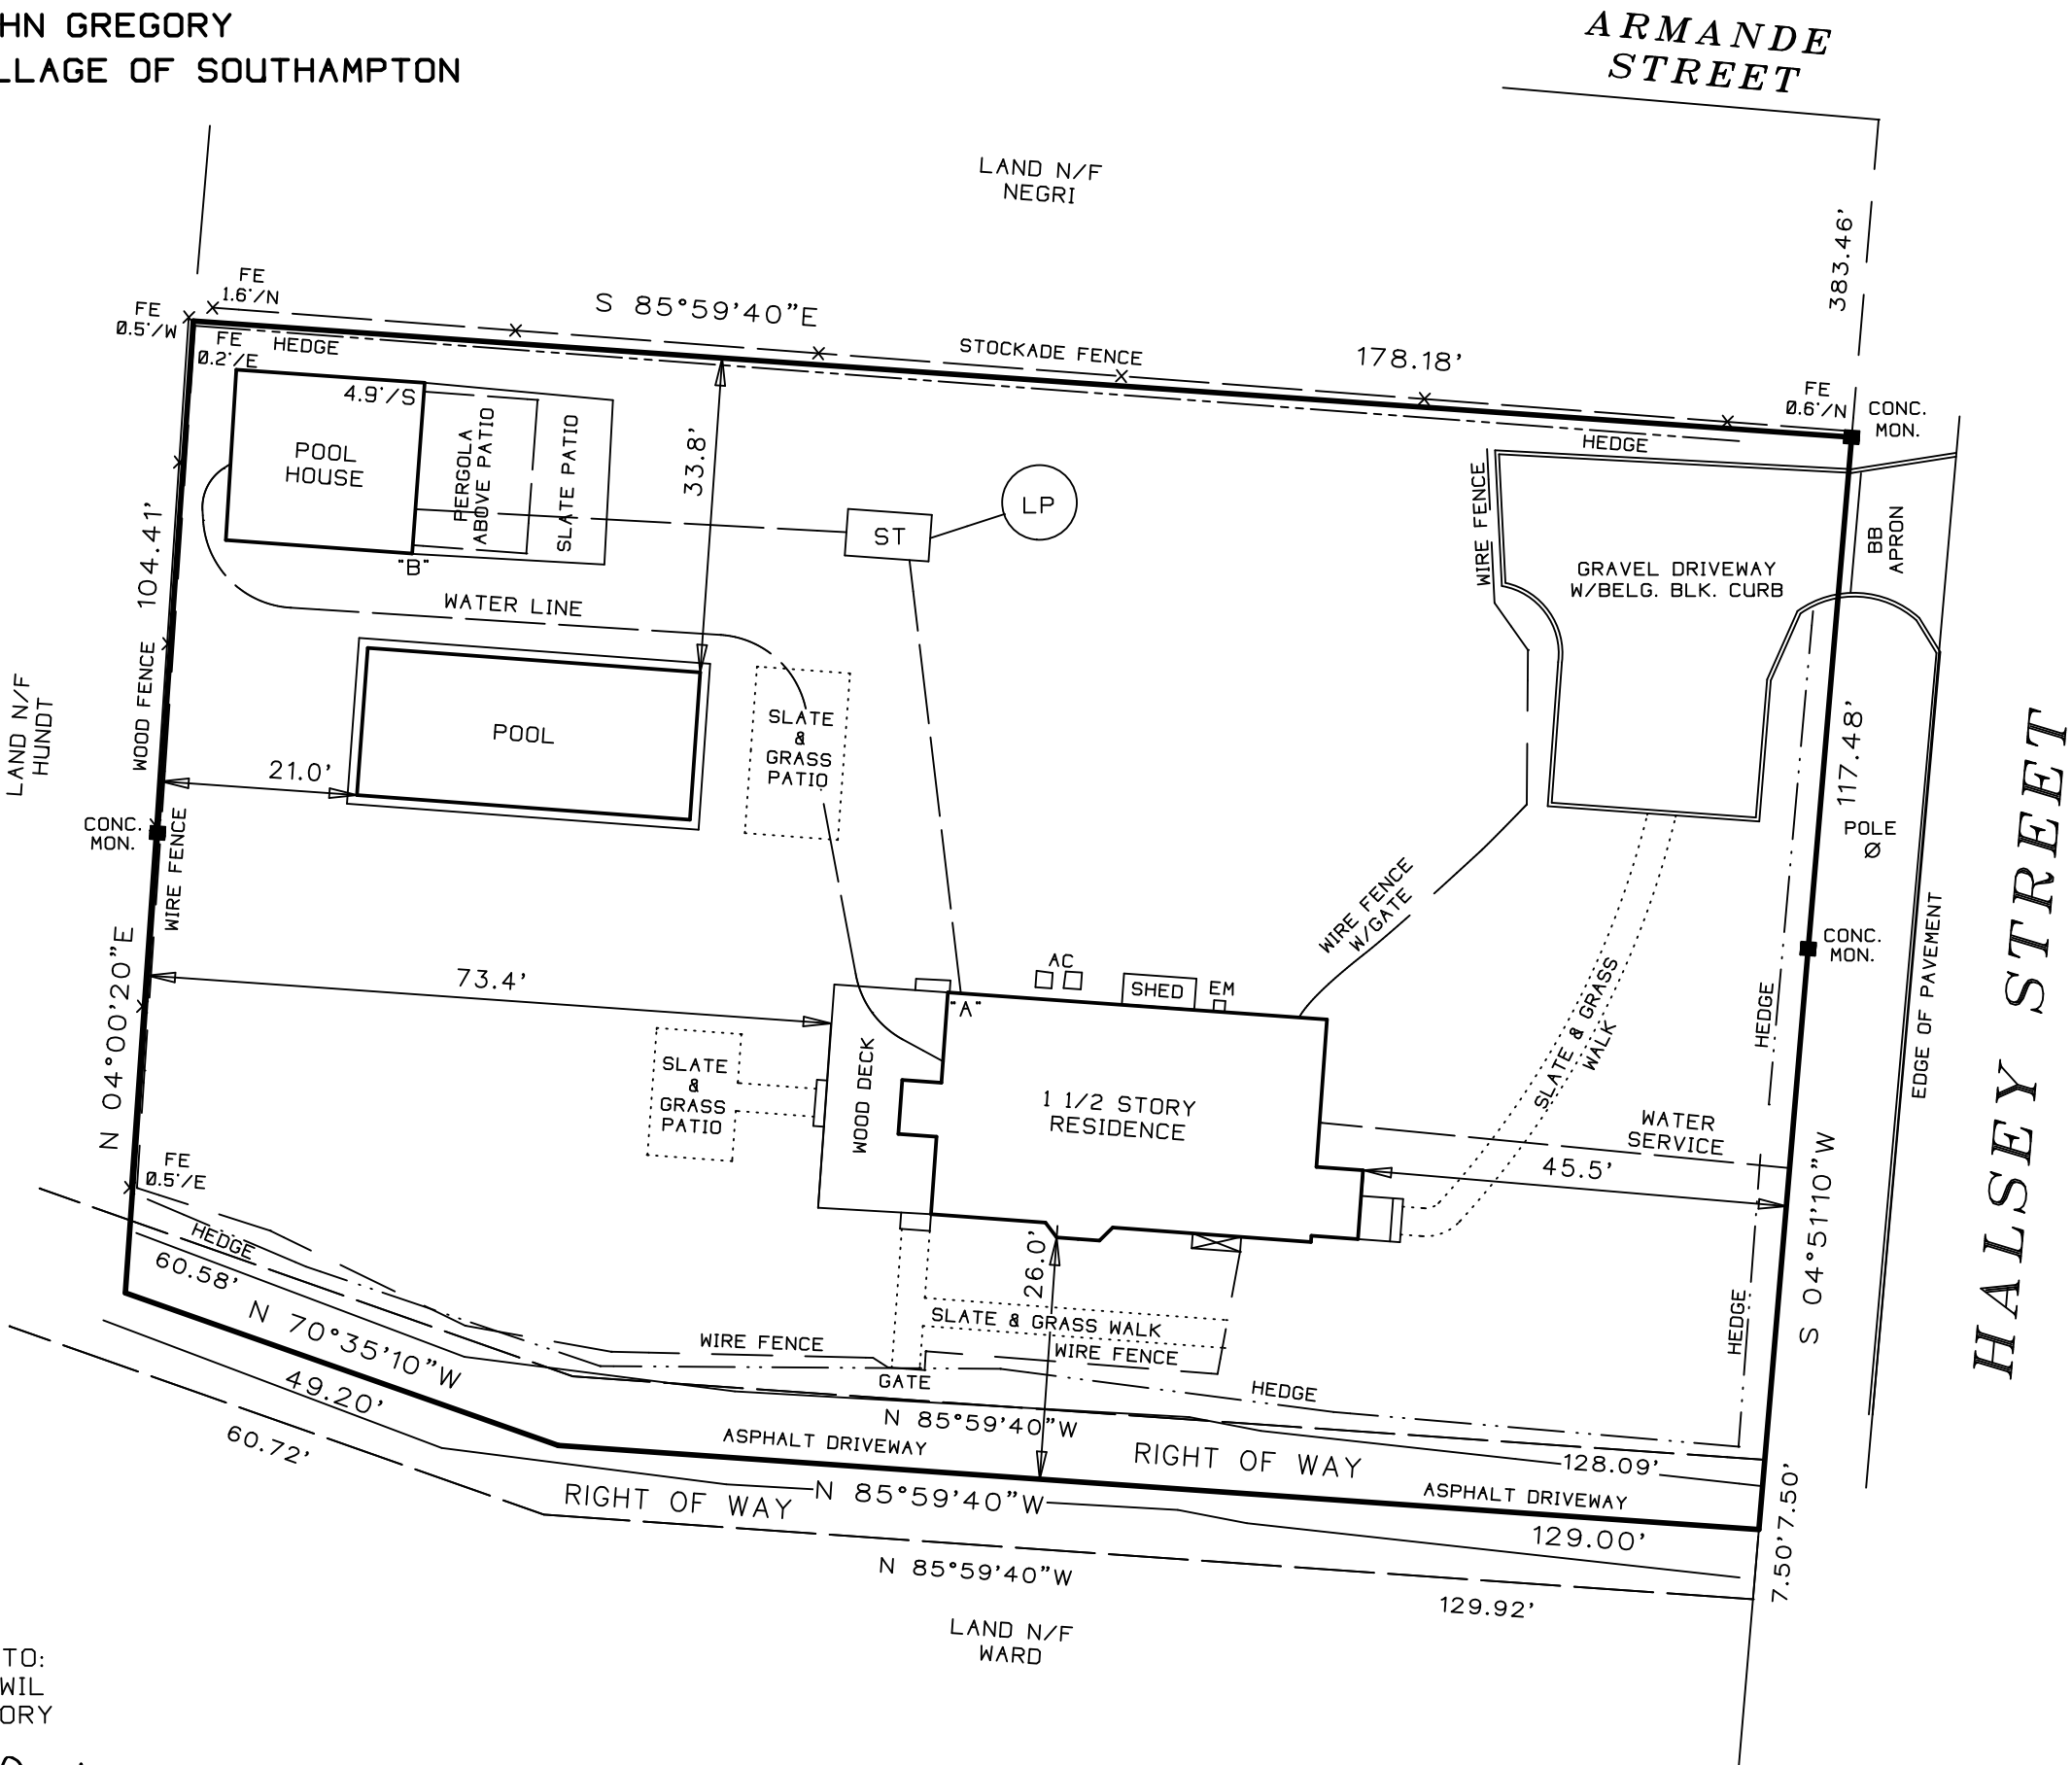 HN GREGORY
LLAGE OF SOUTHAMPTON
ARMANDE
STREET
LAND N/F
NEGRI
383.46'
FE
1.6'/N
FE
0.5'/W
FE
0.2'/E
HEDGE
S 85°59'40"E
STOCKADE FENCE
178.18'
FE
0.6'/N
CONC.
MON.
HEDGE
4.9'/S
POOL
HOUSE
PERGOLA
ABOVE PATIO
SLATE PATIO
"B"
33.8'
ST
LP
WIRE FENCE
GRAVEL DRIVEWAY
W/BELG. BLK. CURB
BB
APRON
104.41'
WATER LINE
WOOD FENCE
LAND N/F
HUNDT
POOL
SLATE
&
GRASS
PATIO
21.0'
117.48'
POLE
CONC.
MON.
WIRE FENCE
WIRE FENCE
W/GATE
EDGE OF PAVEMENT
HALSEY STREET
CONC.
MON.
N 04°00'20"E
73.4'
AC
SHED
EM
"A"
SLATE & GRASS
WALK
HEDGE
SLATE
&
GRASS
PATIO
WOOD DECK
1 1/2 STORY
RESIDENCE
WATER
SERVICE
45.5'
S 04°51'10"W
FE
0.5'/E
HEDGE
60.58'
N 70°35'10"W
49.20'
60.72'
26.0'
SLATE & GRASS WALK
WIRE FENCE
WIRE FENCE
GATE
HEDGE
HEDGE
N 85°59'40"W
ASPHALT DRIVEWAY
RIGHT OF WAY
128.09'
ASPHALT DRIVEWAY
RIGHT OF WAY
N 85°59'40"W
129.00'
7.50'
7.50'
N 85°59'40"W
129.92'
LAND N/F
WARD
TO:
WIL
ORY